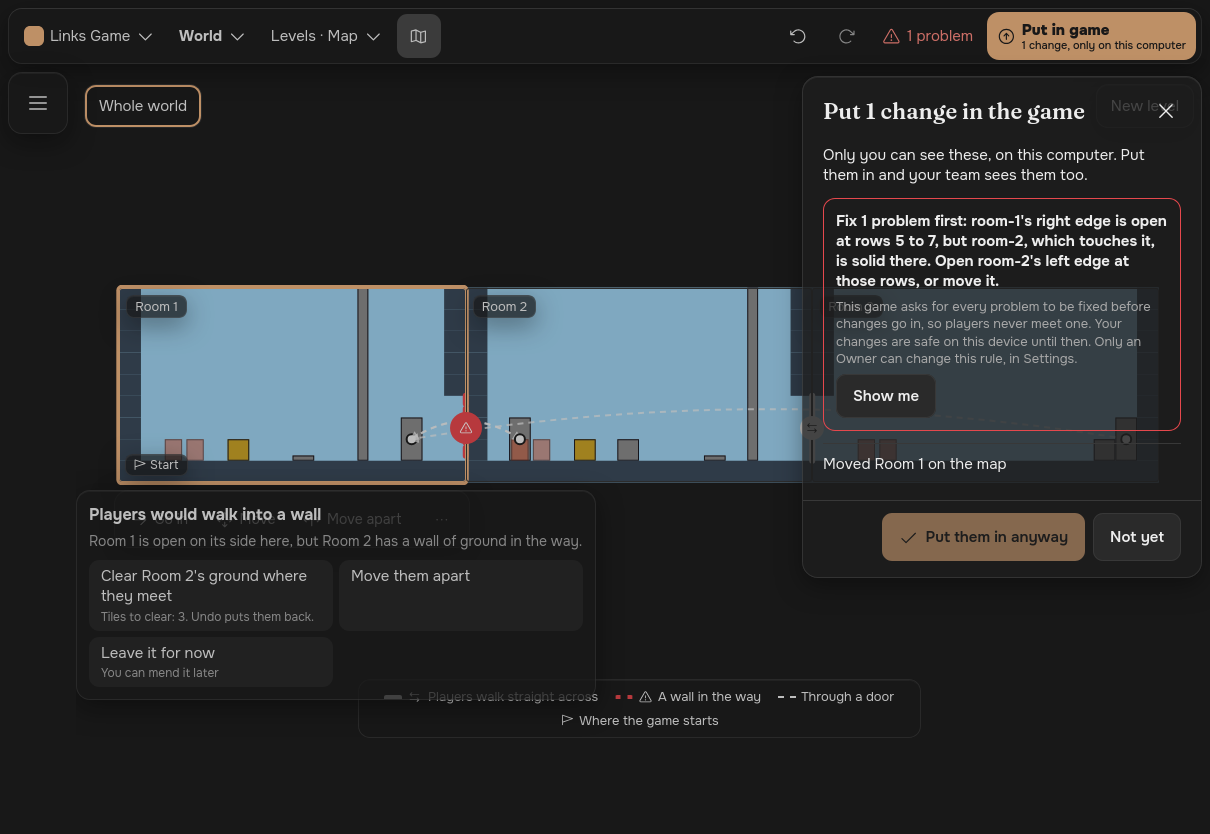 Links Game
World
Levels · Map
1 problem
Put in game
1 change, only on this computer
Whole world
New level
Put 1 change in the game
Only you can see these, on this computer. Put
them in and your team sees them too.
Fix 1 problem first: room-1's right edge is open
at rows 5 to 7, but room-2, which touches it,
is solid there. Open room-2's left edge at
those rows, or move it.
This game asks for every problem to be fixed before
changes go in, so players never meet one. Your
changes are safe on this device until then. Only an
Owner can change this rule, in Settings.
Show me
Moved Room 1 on the map
Put them in anyway
Not yet
Room 1
Room 2
Start
Players would walk into a wall
Move apart
Room 1 is open on its side here, but Room 2 has a wall of ground in the way.
Clear Room 2's ground where
they meet
Tiles to clear: 3. Undo puts them back.
Move them apart
Leave it for now
You can mend it later
Players walk straight across
A wall in the way
Through a door
Where the game starts